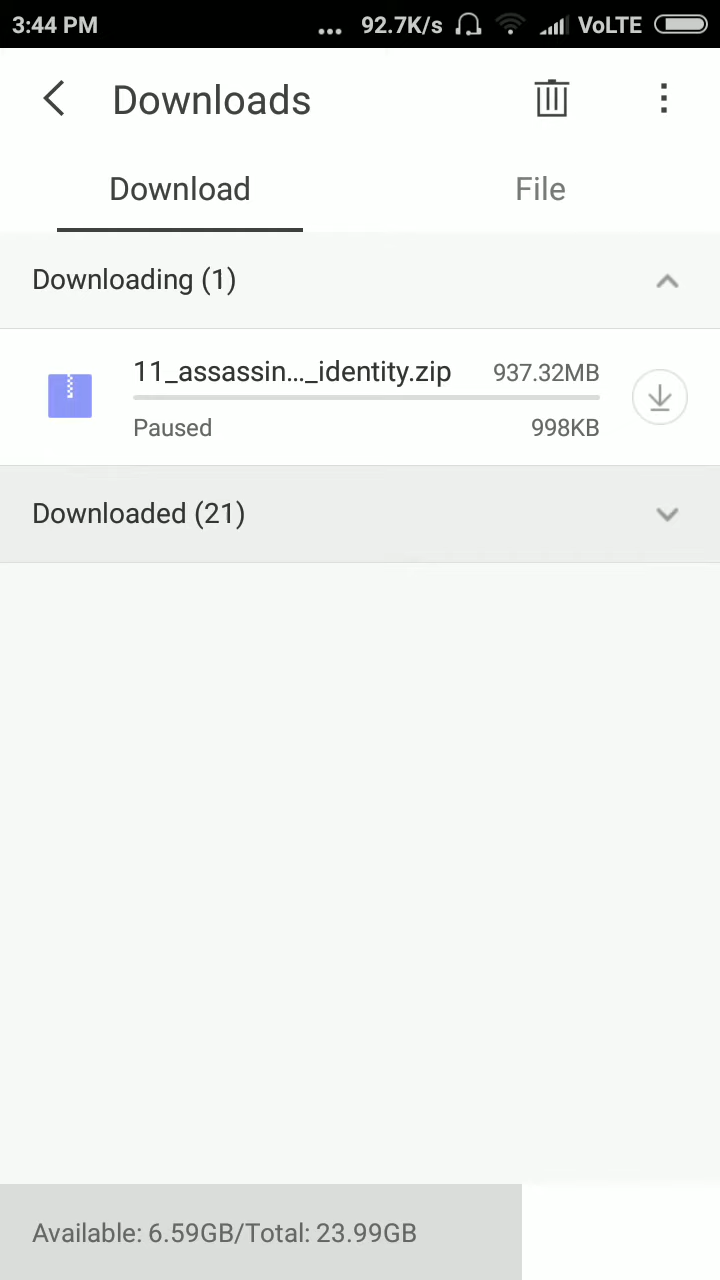 3:44 PM ... 92.7K/s VoLTE
Downloads
Download File
Downloading (1)
11_assassin..._identity.zip 937.32MB
Paused 998KB
Downloaded (21)
Available: 6.59GB/Total: 23.99GB